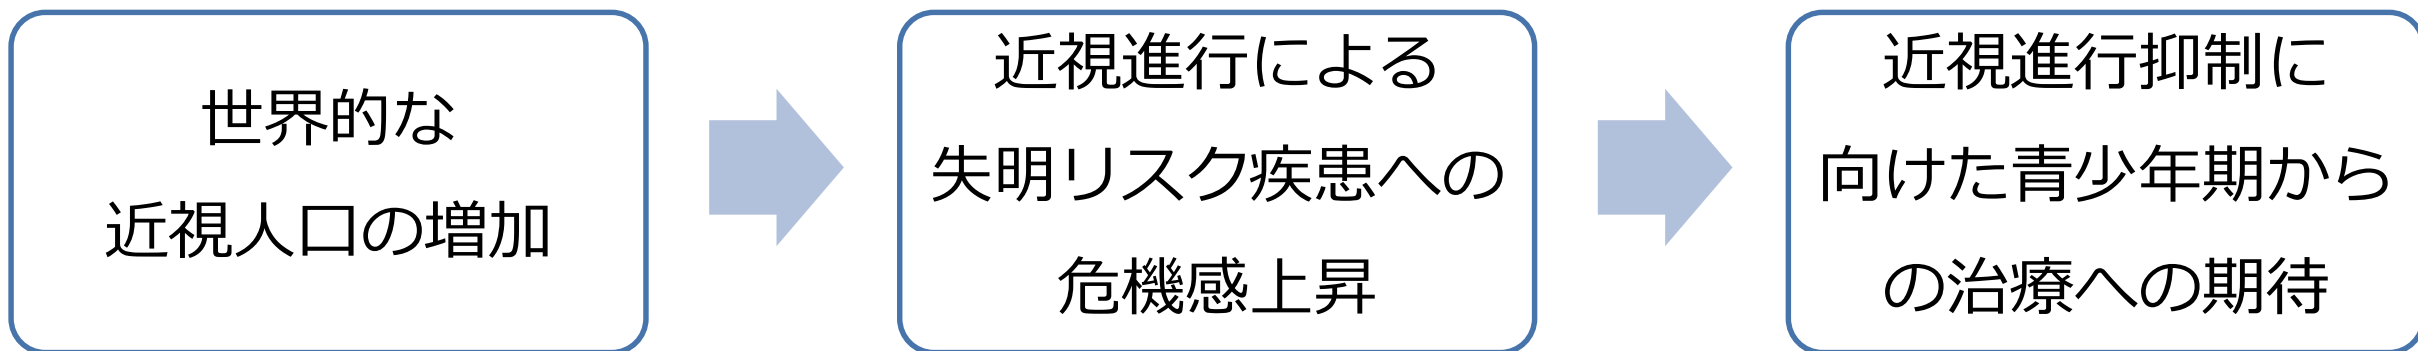 世界的な
近視人口の増加
近視進行による
失明リスク疾患への
危機感上昇
近視進行抑制に
向けた青少年期から
の治療への期待